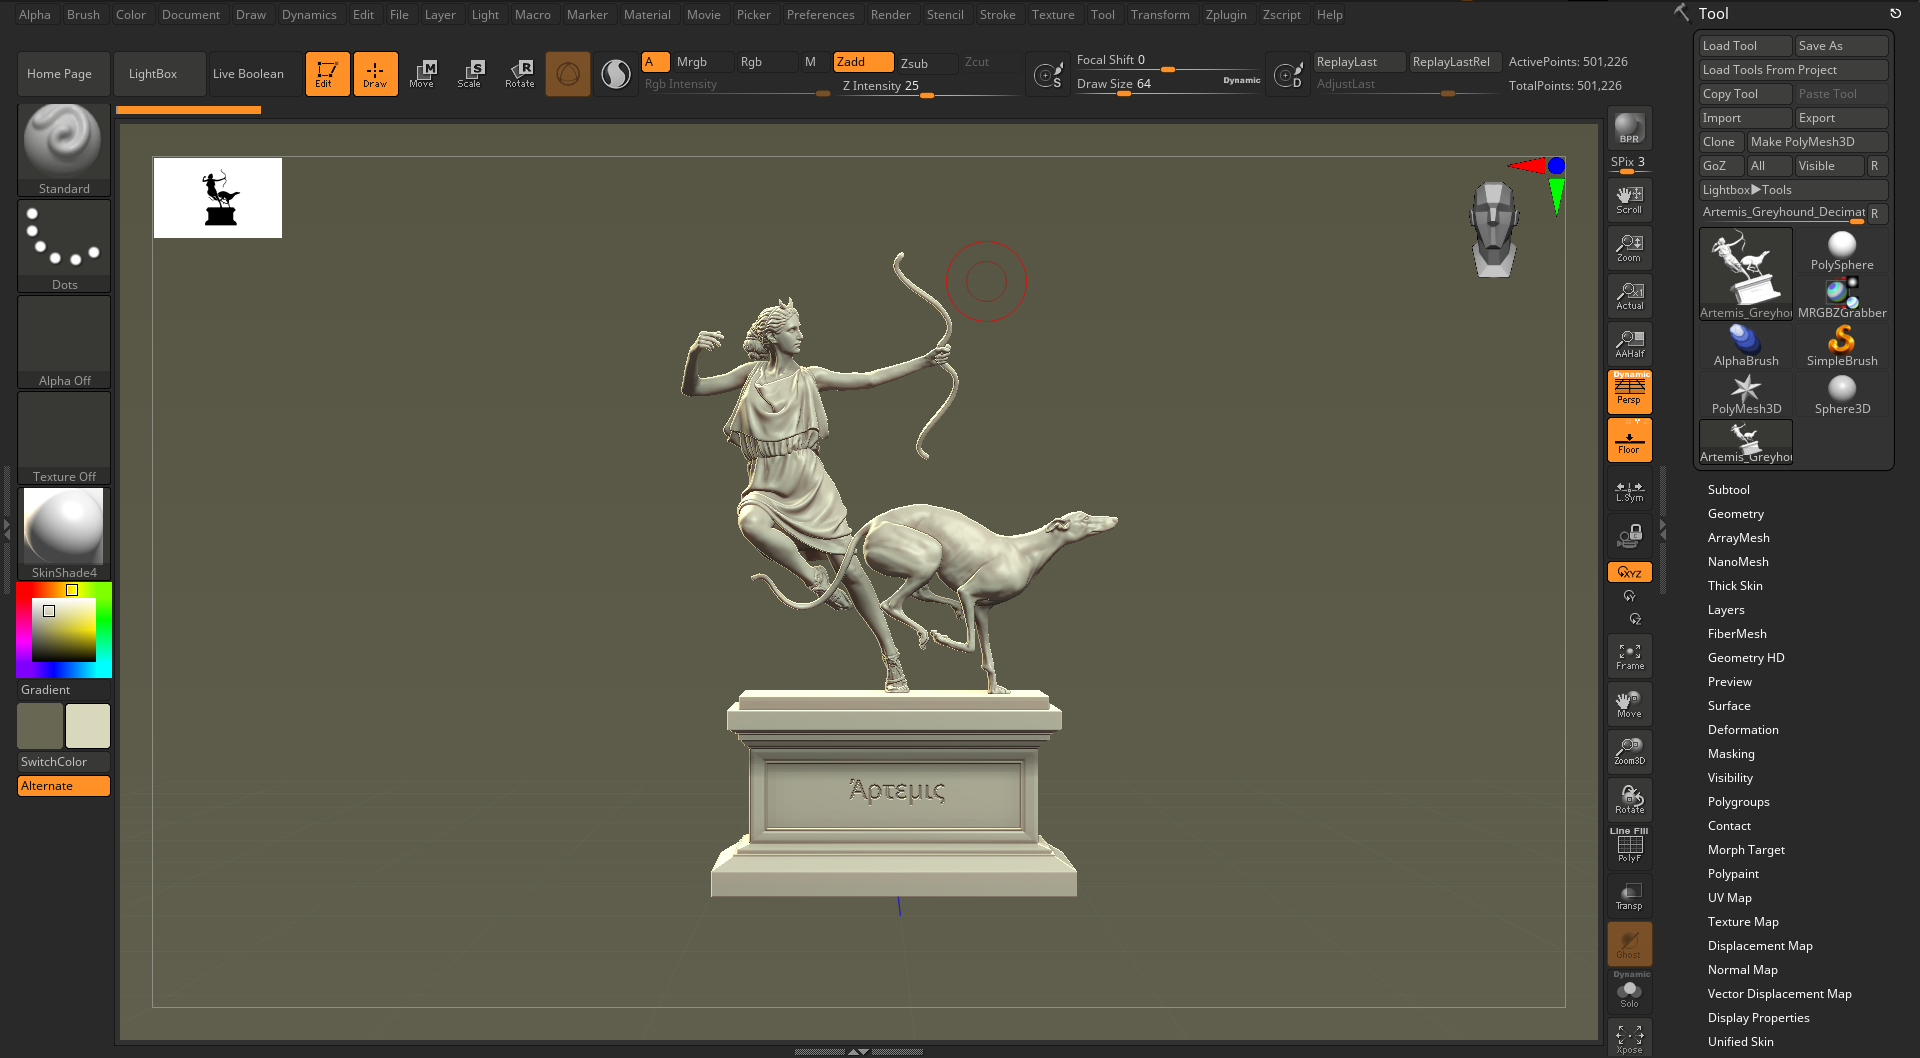 Alpha Brush Color Document Draw Dynamics Edit File Layer Light Macro Marker Material Movie Picker Preferences Render Stencil Stroke Texture Tool Transform Zplugin Zscript Help
Home Page LightBox Live Boolean Edit Draw Move Scale Rotate
M S R
A Mrgb Rgb M Zadd Zsub Zcut
Rgb Intensity Z Intensity 25
S Focal Shift 0
Draw Size 64 Dynamic
D ReplayLast ReplayLastRel
AdjustLast
ActivePoints: 501,226
TotalPoints: 501,226
Standard
Dots
Alpha Off
Texture Off
SkinShade4
Gradient
SwitchColor
Alternate
Ἄρτεμις
BPR
SPix 3
Scroll
Zoom
Actual
AAHalf
Dynamic
Persp
Floor
L.Sym
XYZ
Y
Z
Frame
Move
Zoom3D
Rotate
Line Fill
PolyF
Transp
Ghost
Dynamic
Solo
Xpose
Tool
Load Tool Save As
Load Tools From Project
Copy Tool Paste Tool
Import Export
Clone Make PolyMesh3D
GoZ All Visible R
Lightbox▶Tools
Artemis_Greyhound_Decimat R
Artemis_Greyhou
PolySphere
MRGBZGrabber
AlphaBrush SimpleBrush
PolyMesh3D Sphere3D
Artemis_Greyhou
Subtool
Geometry
ArrayMesh
NanoMesh
Thick Skin
Layers
FiberMesh
Geometry HD
Preview
Surface
Deformation
Masking
Visibility
Polygroups
Contact
Morph Target
Polypaint
UV Map
Texture Map
Displacement Map
Normal Map
Vector Displacement Map
Display Properties
Unified Skin